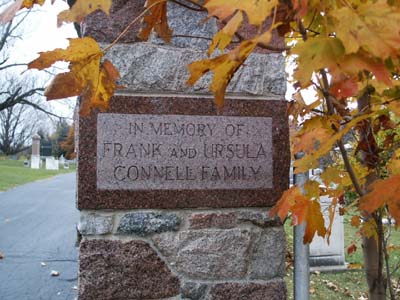 IN MEMORY OF
FRANK AND URSULA
CONNELL FAMILY